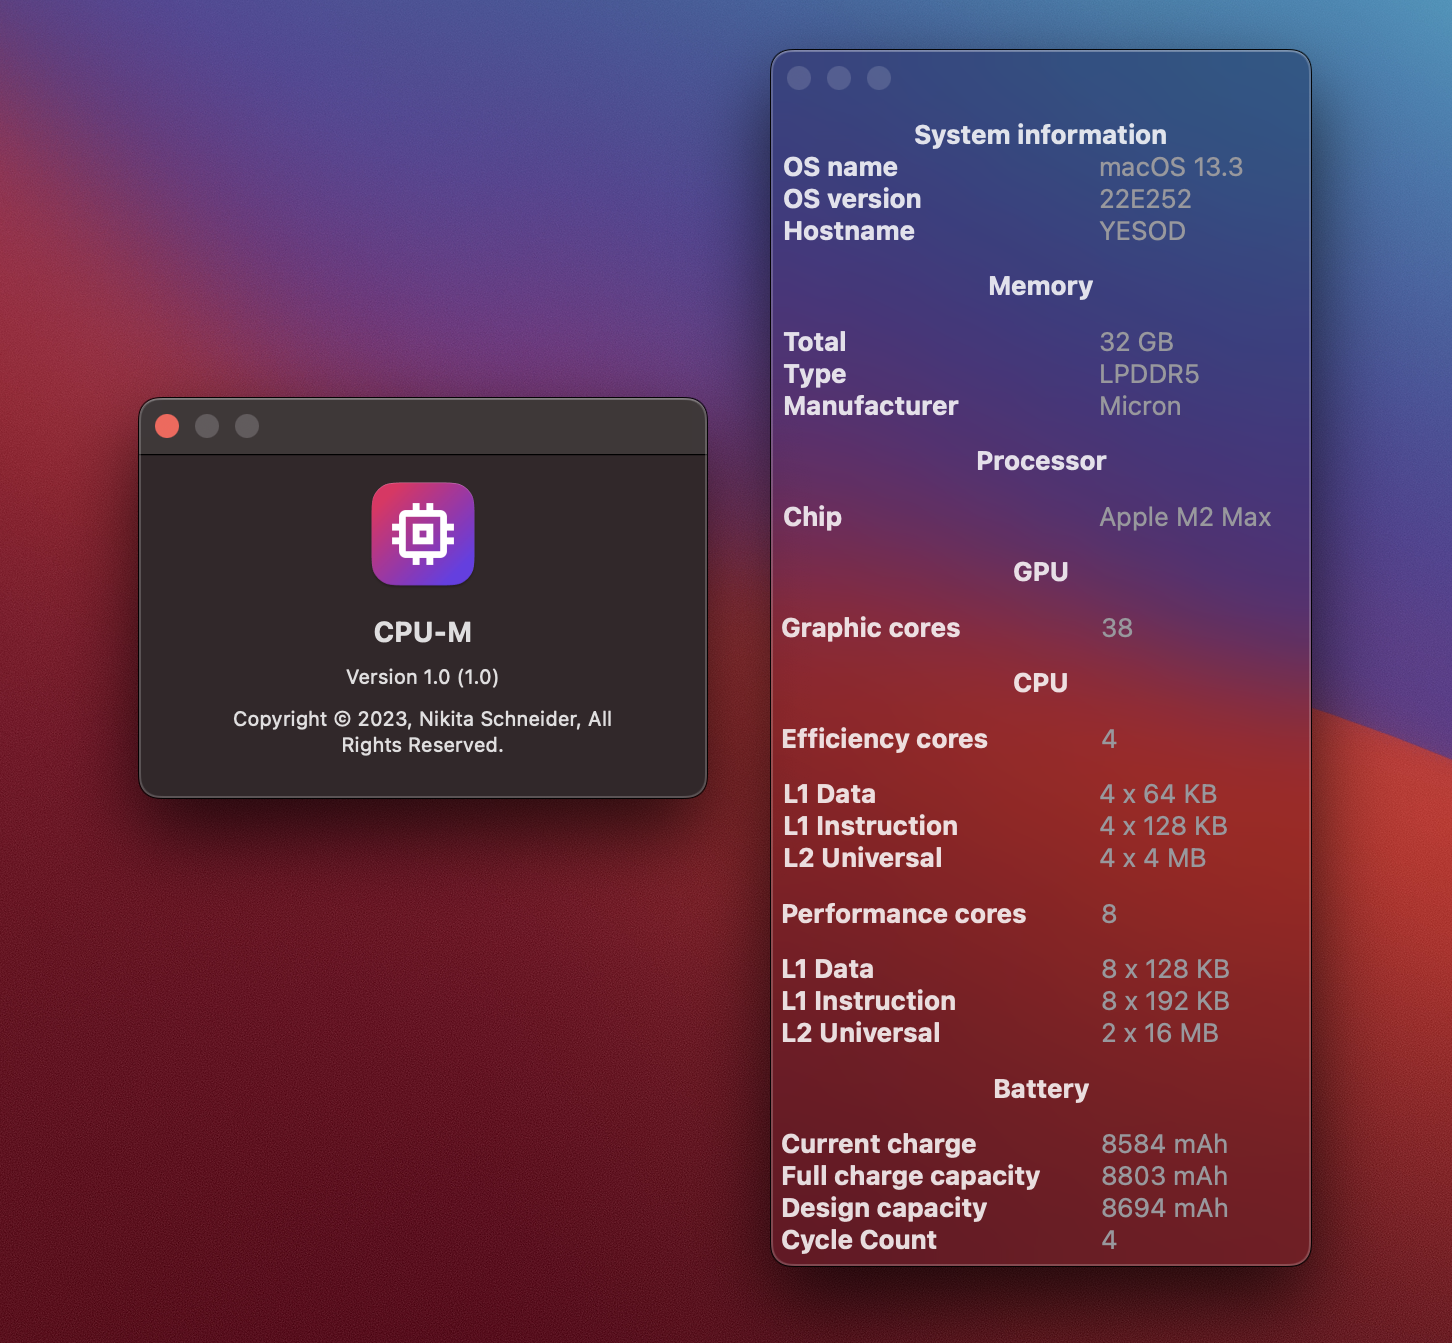 CPU-M
Version 1.0 (1.0)
Copyright © 2023, Nikita Schneider, All
Rights Reserved.
System information
OS name macOS 13.3
OS version 22E252
Hostname YESOD
Memory
Total 32 GB
Type LPDDR5
Manufacturer Micron
Processor
Chip Apple M2 Max
GPU
Graphic cores 38
CPU
Efficiency cores 4
L1 Data 4 x 64 KB
L1 Instruction 4 x 128 KB
L2 Universal 4 x 4 MB
Performance cores 8
L1 Data 8 x 128 KB
L1 Instruction 8 x 192 KB
L2 Universal 2 x 16 MB
Battery
Current charge 8584 mAh
Full charge capacity 8803 mAh
Design capacity 8694 mAh
Cycle Count 4